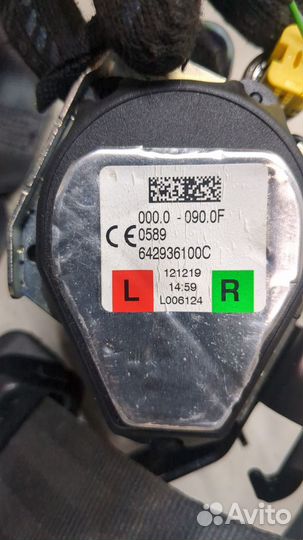 000.0 - 090.0F
CE 0589
642936100C
L
121219
14:59
L006124
R
Avito